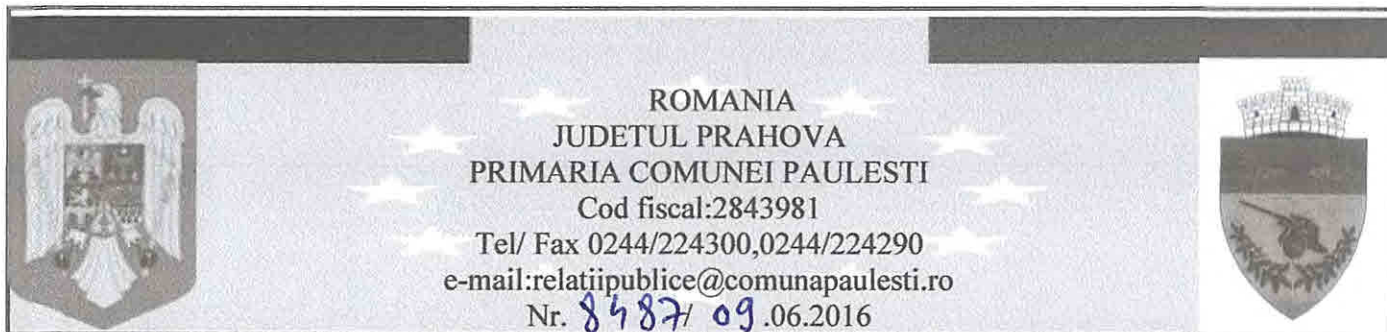 ROMANIA
JUDETUL PRAHOVA
PRIMARIA COMUNEI PAULESTI
Cod fiscal:2843981
Tel/ Fax 0244/224300,0244/224290
e-mail:relatiipublice@comunapaulesti.ro
Nr. 8487/ 09.06.2016